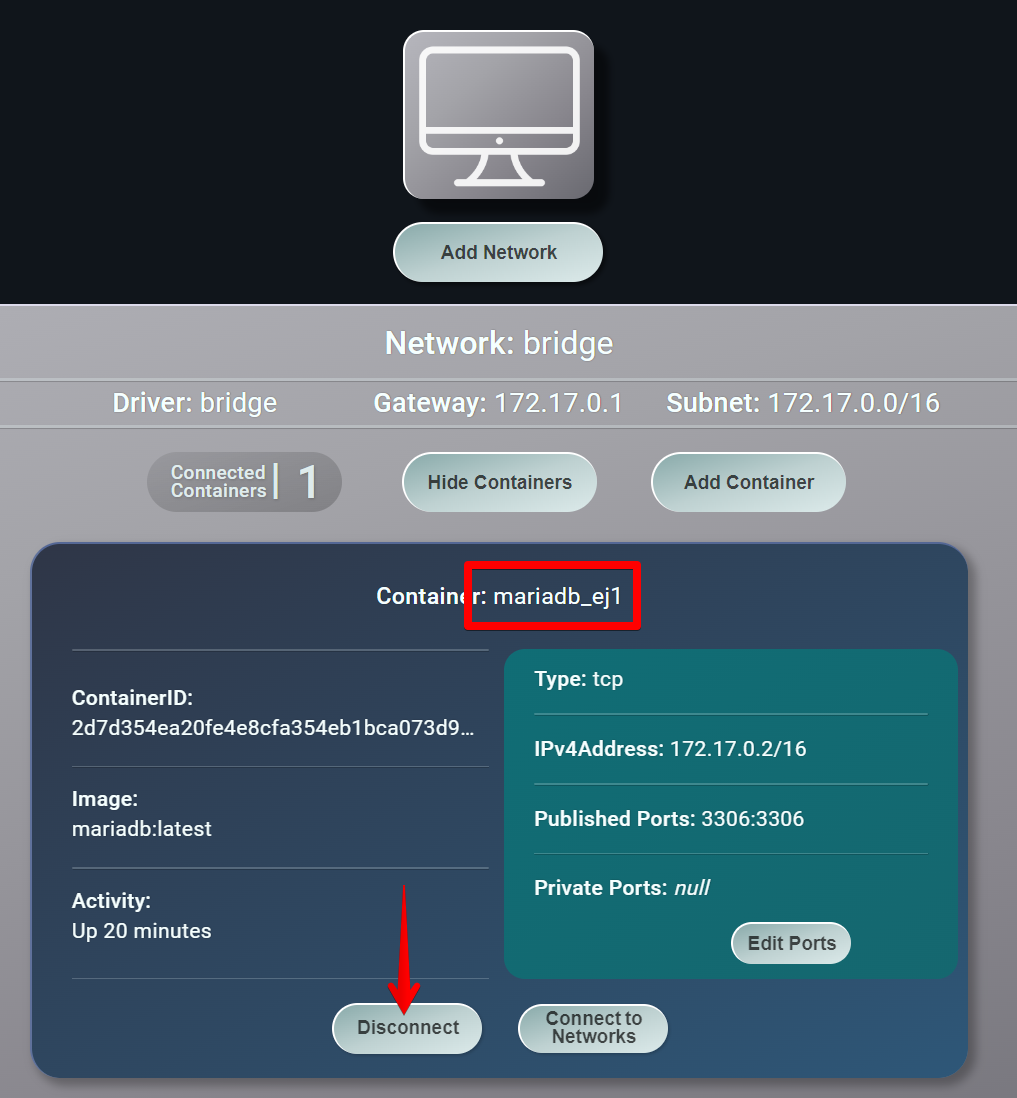 Add Network
Network: bridge
Driver: bridge Gateway: 172.17.0.1 Subnet: 172.17.0.0/16
Connected
Containers
1
Hide Containers
Add Container
Container: mariadb_ej1
ContainerID:
2d7d354ea20fe4e8cfa354eb1bca073d9...
Image:
mariadb:latest
Activity:
Up 20 minutes
Type: tcp
IPv4Address: 172.17.0.2/16
Published Ports: 3306:3306
Private Ports: null
Edit Ports
Disconnect
Connect to
Networks